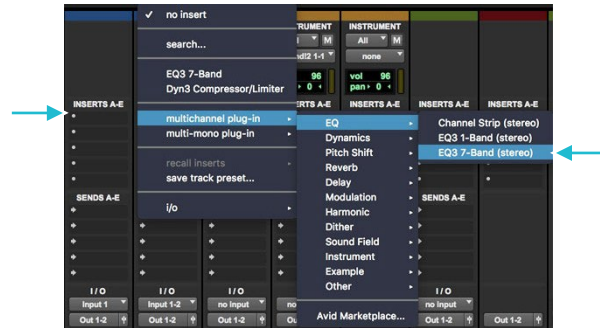 ✓ no insert
search...
EQ3 7-Band
Dyn3 Compressor/Limiter
multichannel plug-in
multi-mono plug-in
recall inserts
save track preset...
i/o
EQ
Dynamics
Pitch Shift
Reverb
Delay
Modulation
Harmonic
Dither
Sound Field
Instrument
Example
Other
Avid Marketplace...
Channel Strip (stereo)
EQ3 1-Band (stereo)
EQ3 7-Band (stereo)
INSTRUMENT
All M
none
vol 96
pan 0
96
0
INSERTS A-E
INSERTS A-E
INSERTS A-E
INSERTS A-E
SENDS A-E
SENDS A-E
I/O I/O I/O I/O
Input 1 Input 1-2 no input no input
Out 1-2 Out 1-2 Out 1-2 Out 1-2 Out 1-2